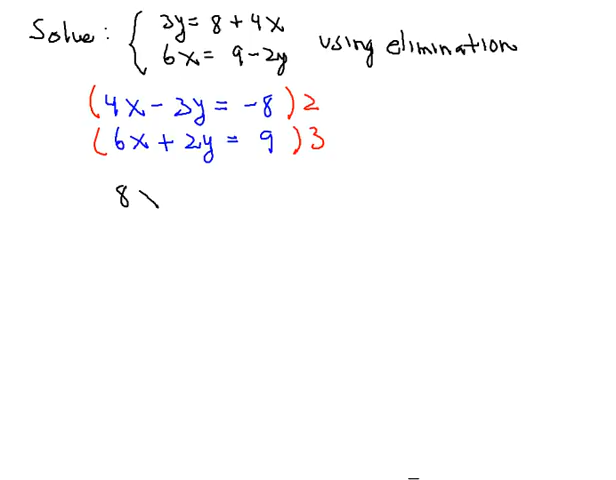 Solve: { 3y = 8 + 4x
6x = 9 - 2y using elimination
(4x - 3y = -8) 2
(6x + 2y = 9) 3
8